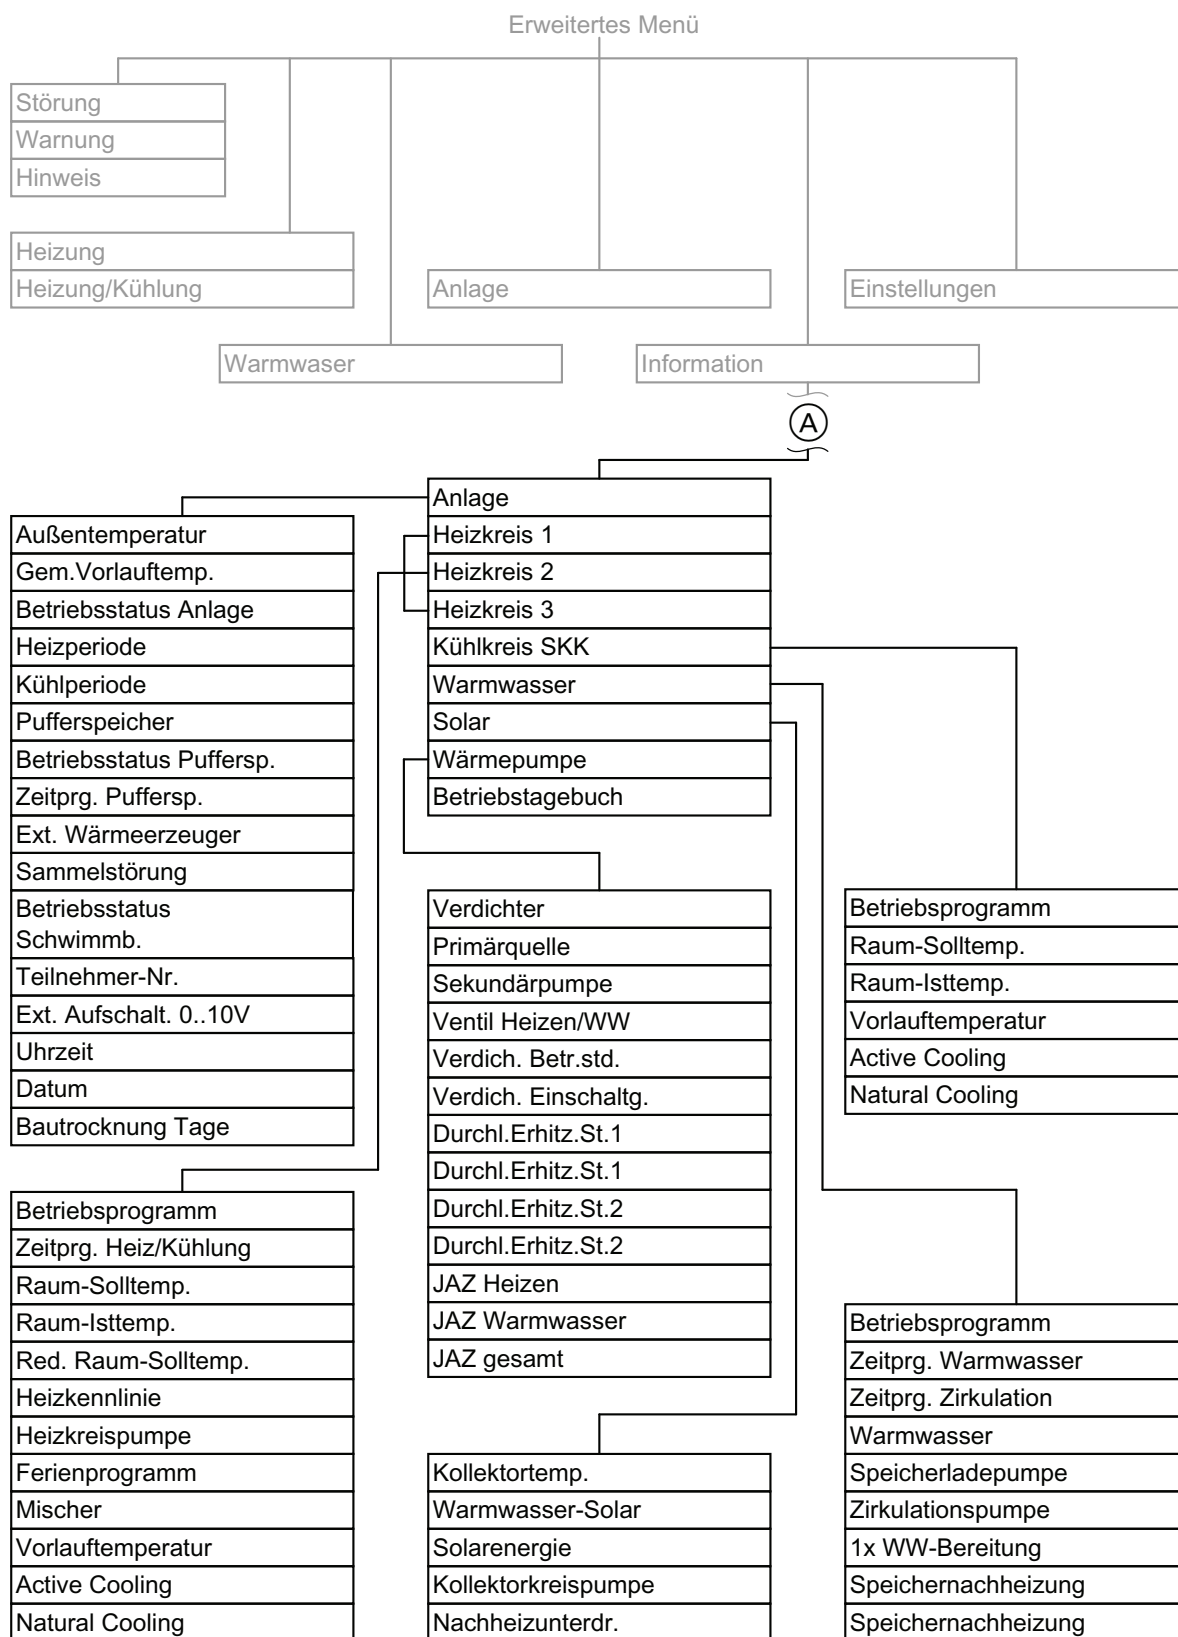 Erweitertes Menü
Störung
Warnung
Hinweis
Heizung
Heizung/Kühlung
Anlage
Einstellungen
Warmwaser
Information
A
Anlage
Heizkreis 1
Heizkreis 2
Heizkreis 3
Kühlkreis SKK
Warmwasser
Solar
Wärmepumpe
Betriebstagebuch
Außentemperatur
Gem.Vorlauftemp.
Betriebsstatus Anlage
Heizperiode
Kühlperiode
Pufferspeicher
Betriebsstatus Puffersp.
Zeitprg. Puffersp.
Ext. Wärmeerzeuger
Sammelstörung
Betriebsstatus
Schwimmb.
Teilnehmer-Nr.
Ext. Aufschalt. 0..10V
Uhrzeit
Datum
Bautrocknung Tage
Verdichter
Primärquelle
Sekundärpumpe
Ventil Heizen/WW
Verdich. Betr.std.
Verdich. Einschaltg.
Durchl.Erhitz.St.1
Durchl.Erhitz.St.1
Durchl.Erhitz.St.2
Durchl.Erhitz.St.2
JAZ Heizen
JAZ Warmwasser
JAZ gesamt
Betriebsprogramm
Raum-Solltemp.
Raum-Isttemp.
Vorlauftemperatur
Active Cooling
Natural Cooling
Betriebsprogramm
Zeitprg. Heiz/Kühlung
Raum-Solltemp.
Raum-Isttemp.
Red. Raum-Solltemp.
Heizkennlinie
Heizkreispumpe
Ferienprogramm
Mischer
Vorlauftemperatur
Active Cooling
Natural Cooling
Kollektortemp.
Warmwasser-Solar
Solarenergie
Kollektorkreispumpe
Nachheizunterdr.
Betriebsprogramm
Zeitprg. Warmwasser
Zeitprg. Zirkulation
Warmwasser
Speicherladepumpe
Zirkulationspumpe
1x WW-Bereitung
Speichernachheizung
Speichernachheizung